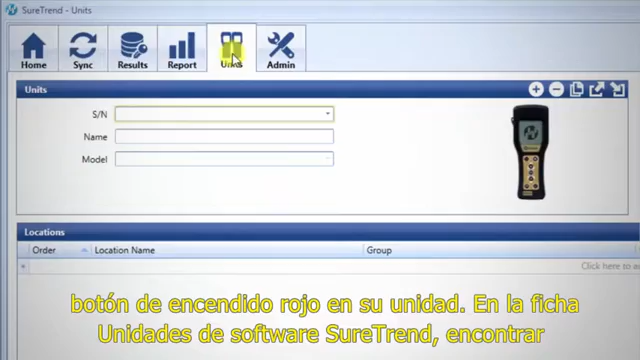 SureTrend - Units
Home Sync Results Report Units Admin
Units
S/N
Name
Model
Locations
Order Location Name Group
Click here to
botón de encendido rojo en su unidad. En la ficha
Unidades de software SureTrend, encontrar